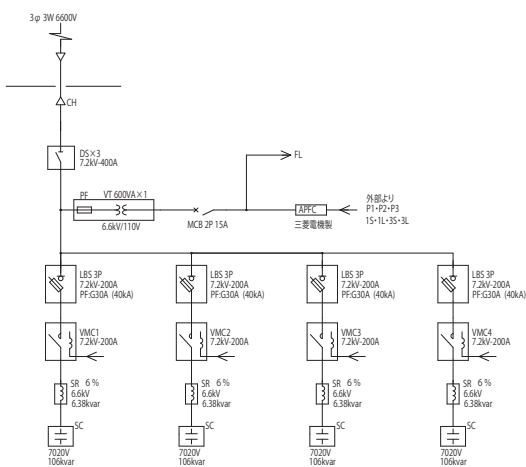 3φ 3W 6600V
CH
DS×3
7.2kV-400A
FL
PF VT 600VA×1
6.6kV/110V
MCB 2P 15A
APFC
三菱電機製
外部より
P1・P2・P3
1S・1L・3S・3L
LBS 3P
7.2kV-200A
PF:G30A (40kA)
LBS 3P
7.2kV-200A
PF:G30A (40kA)
LBS 3P
7.2kV-200A
PF:G30A (40kA)
LBS 3P
7.2kV-200A
PF:G30A (40kA)
VMC1
7.2kV-200A
VMC2
7.2kV-200A
VMC3
7.2kV-200A
VMC4
7.2kV-200A
SR 6%
6.6kV
6.38kvar
SR 6%
6.6kV
6.38kvar
SR 6%
6.6kV
6.38kvar
SR 6%
6.6kV
6.38kvar
SC
7020V
106kvar
SC
7020V
106kvar
SC
7020V
106kvar
SC
7020V
106kvar